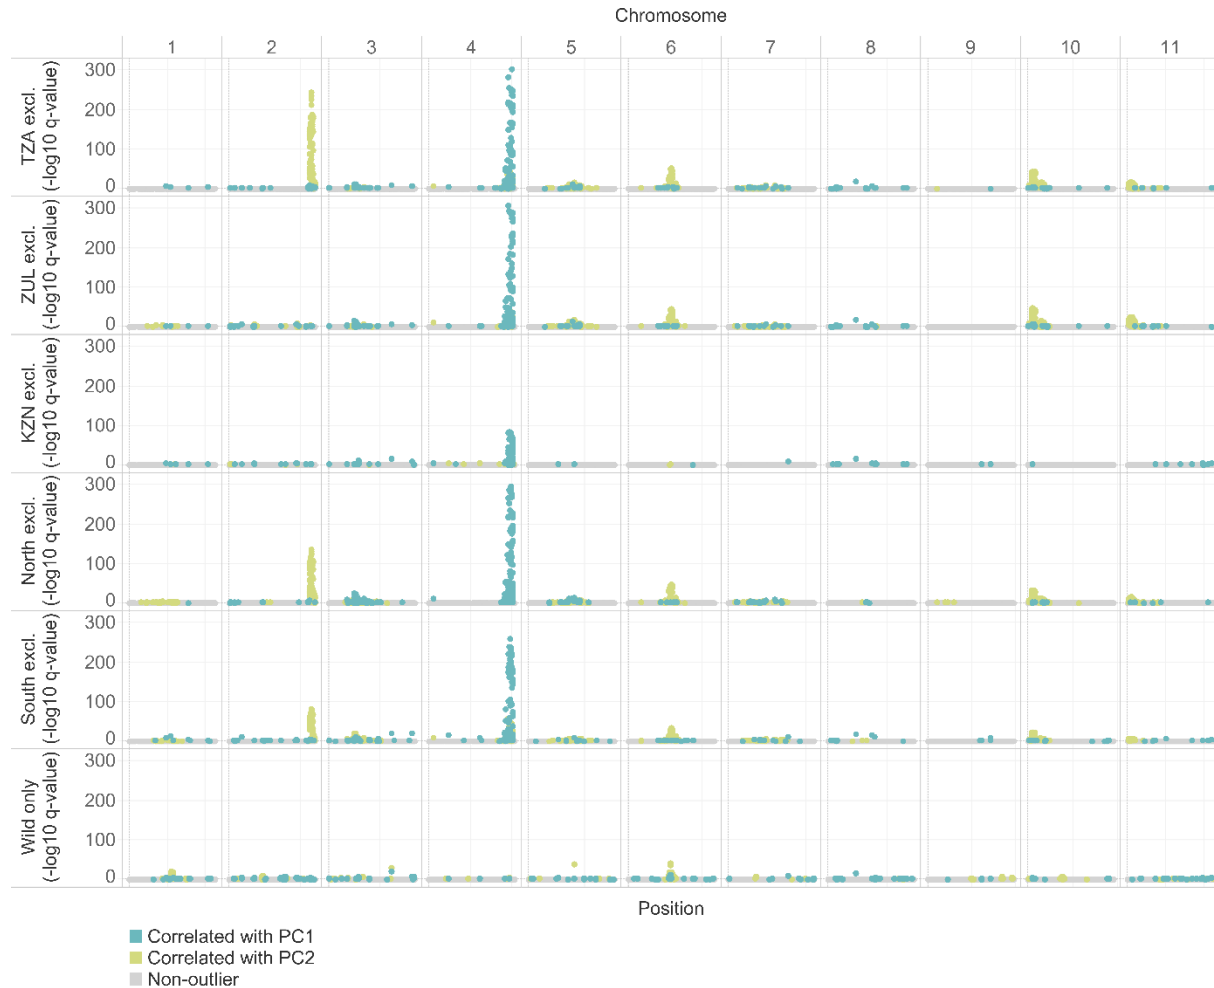 Chromosome
1 2 3 4 5 6 7 8 9 10 11
TZA excl.
(-log10 q-value)
300
200
100
0
ZUL excl.
(-log10 q-value)
300
200
100
0
KZN excl.
(-log10 q-value)
300
200
100
0
North excl.
(-log10 q-value)
300
200
100
0
South excl.
(-log10 q-value)
300
200
100
0
Wild only
(-log10 q-value)
300
200
100
0
Position
Correlated with PC1
Correlated with PC2
Non-outlier